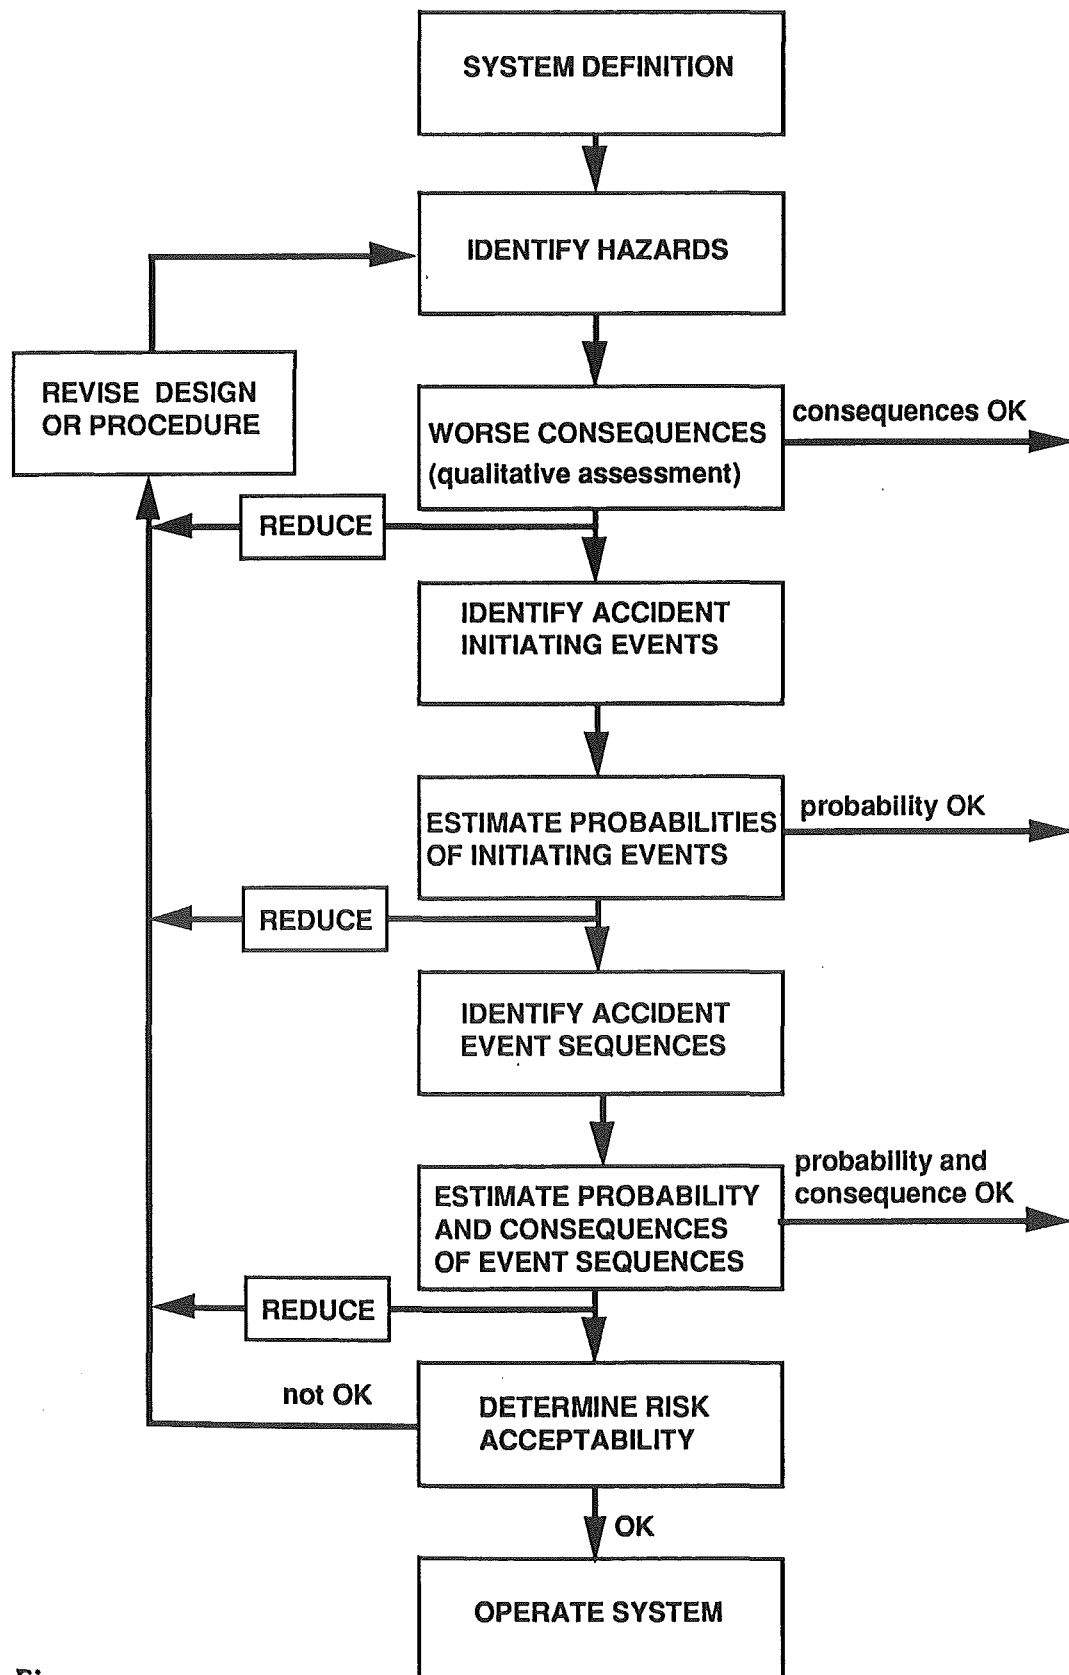 SYSTEM DEFINITION
IDENTIFY HAZARDS
REVISE DESIGN
OR PROCEDURE
WORSE CONSEQUENCES
(qualitative assessment)
consequences OK
REDUCE
IDENTIFY ACCIDENT
INITIATING EVENTS
ESTIMATE PROBABILITIES
OF INITIATING EVENTS
probability OK
REDUCE
IDENTIFY ACCIDENT
EVENT SEQUENCES
ESTIMATE PROBABILITY
AND CONSEQUENCES
OF EVENT SEQUENCES
probability and
consequence OK
REDUCE
not OK
DETERMINE RISK
ACCEPTABILITY
OK
OPERATE SYSTEM